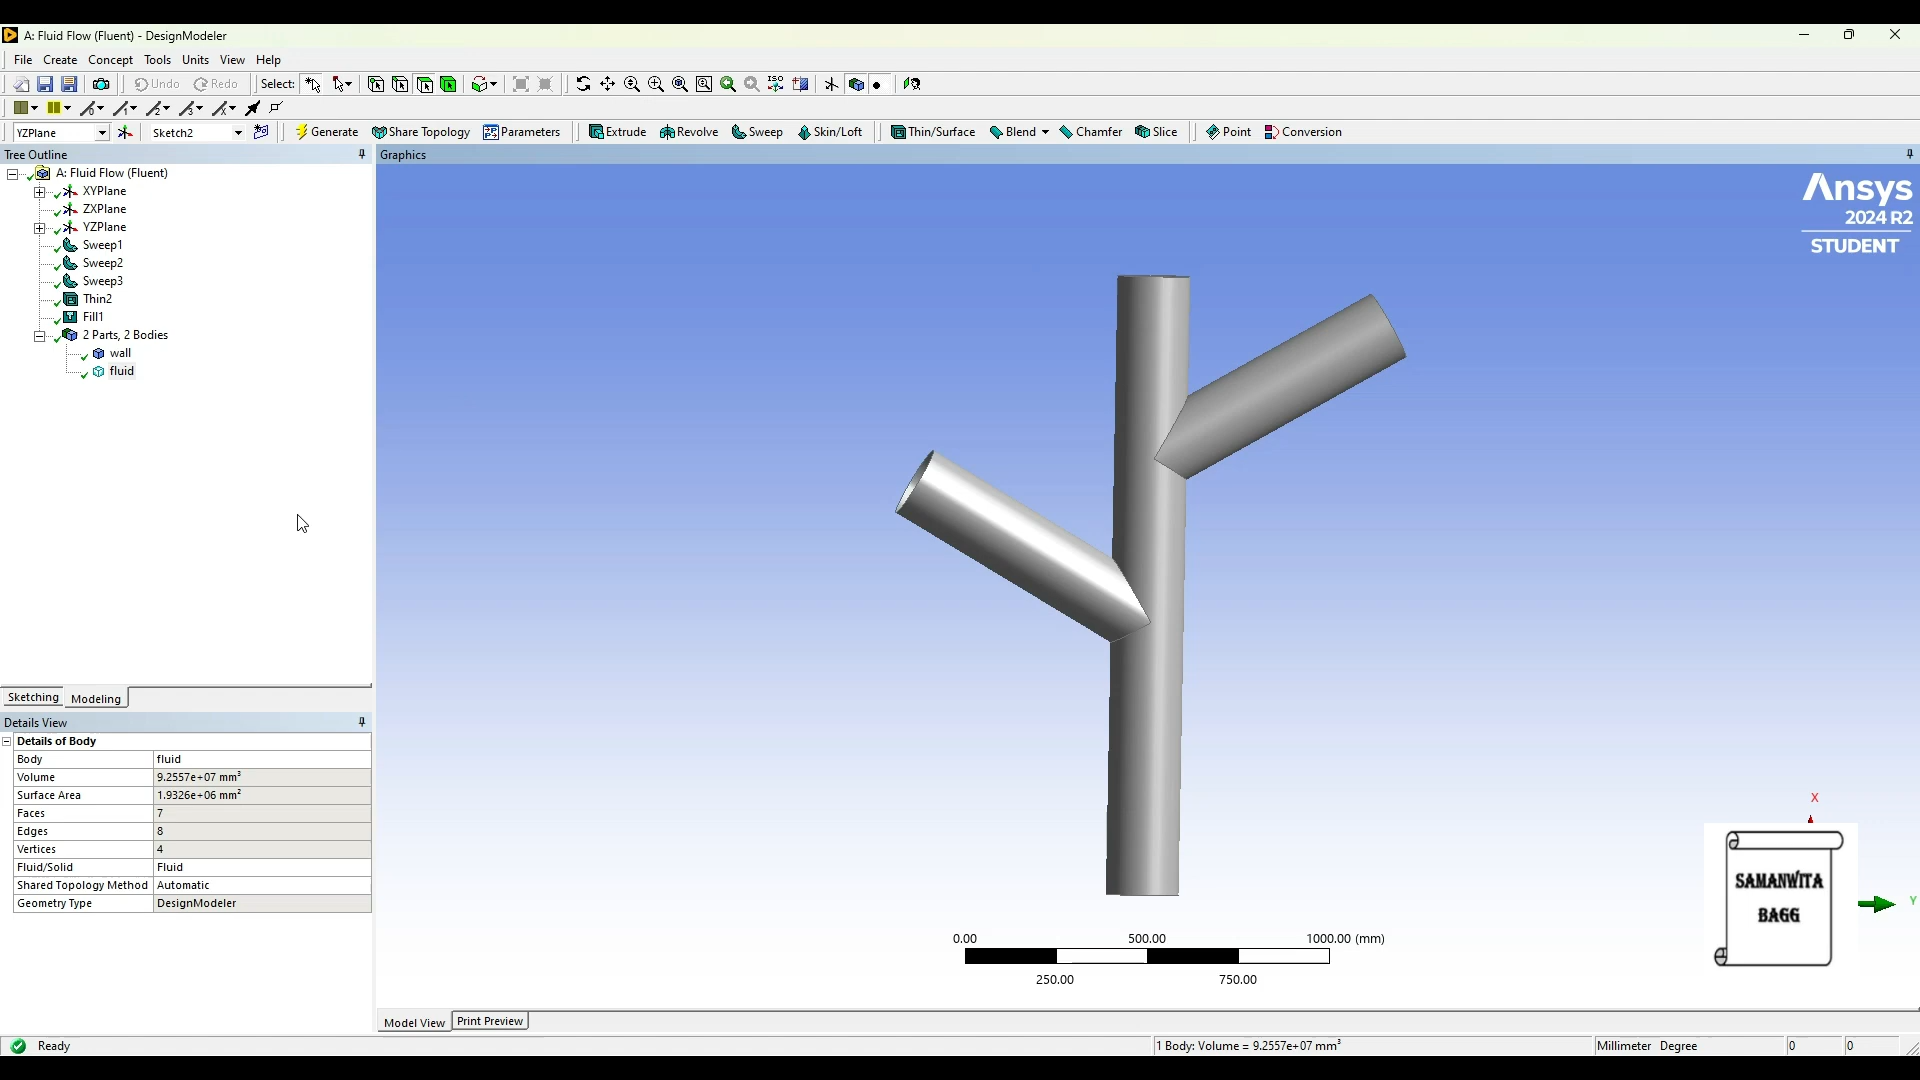 A: Fluid Flow (Fluent) - DesignModeler
File Create Concept Tools Units View Help
Undo Redo Select: ISO
YZPlane Sketch2 Generate Share Topology Parameters Extrude Revolve Sweep Skin/Loft Thin/Surface Blend Chamfer Slice Point Conversion
Tree Outline
Graphics
A: Fluid Flow (Fluent)
XYPlane
ZXPlane
YZPlane
Sweep1
Sweep2
Sweep3
Thin2
Fill1
2 Parts, 2 Bodies
wall
fluid
Ansys
2024 R2
STUDENT
Sketching Modeling
Details View
Details of Body
Body fluid
Volume 9.2557e+07 mm³
Surface Area 1.9326e+06 mm²
Faces 7
Edges 8
Vertices 4
Fluid/Solid Fluid
Shared Topology Method Automatic
Geometry Type DesignModeler
X
SAMANWITA
BAGG
Y
0.00 500.00 1000.00 (mm)
250.00 750.00
Model View Print Preview
Ready 1 Body: Volume = 9.2557e+07 mm³ Millimeter Degree 0 0